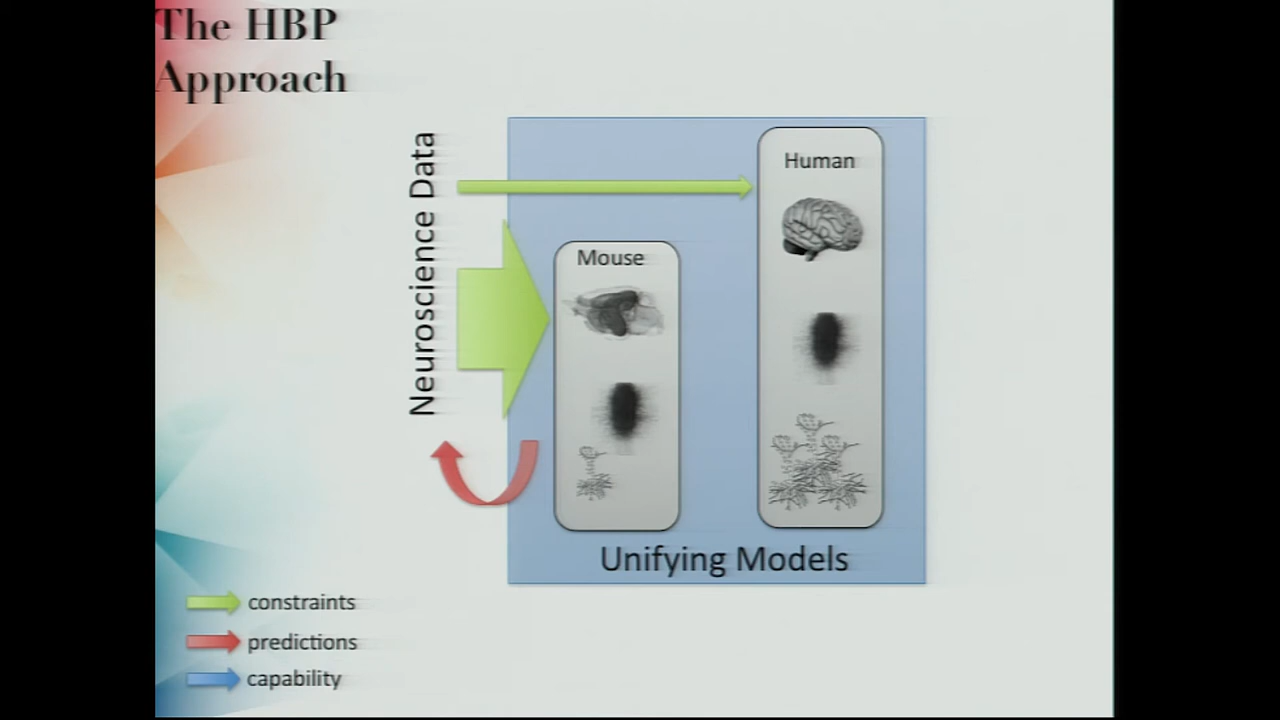 The HBP
Approach
Neuroscience Data
Human
Mouse
Unifying Models
constraints
predictions
capability